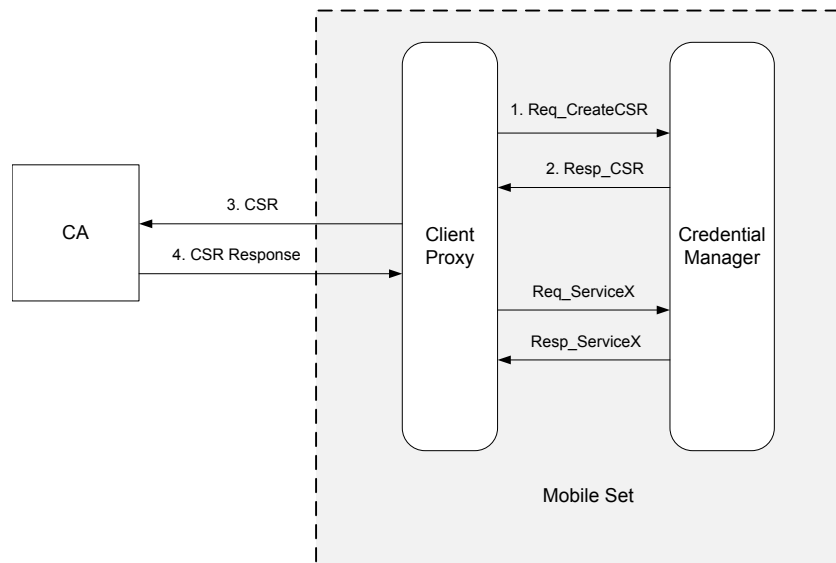 1. Req_CreateCSR
2. Resp_CSR
3. CSR
CA
Client
Proxy
Credential
Manager
4. CSR Response
Req_ServiceX
Resp_ServiceX
Mobile Set